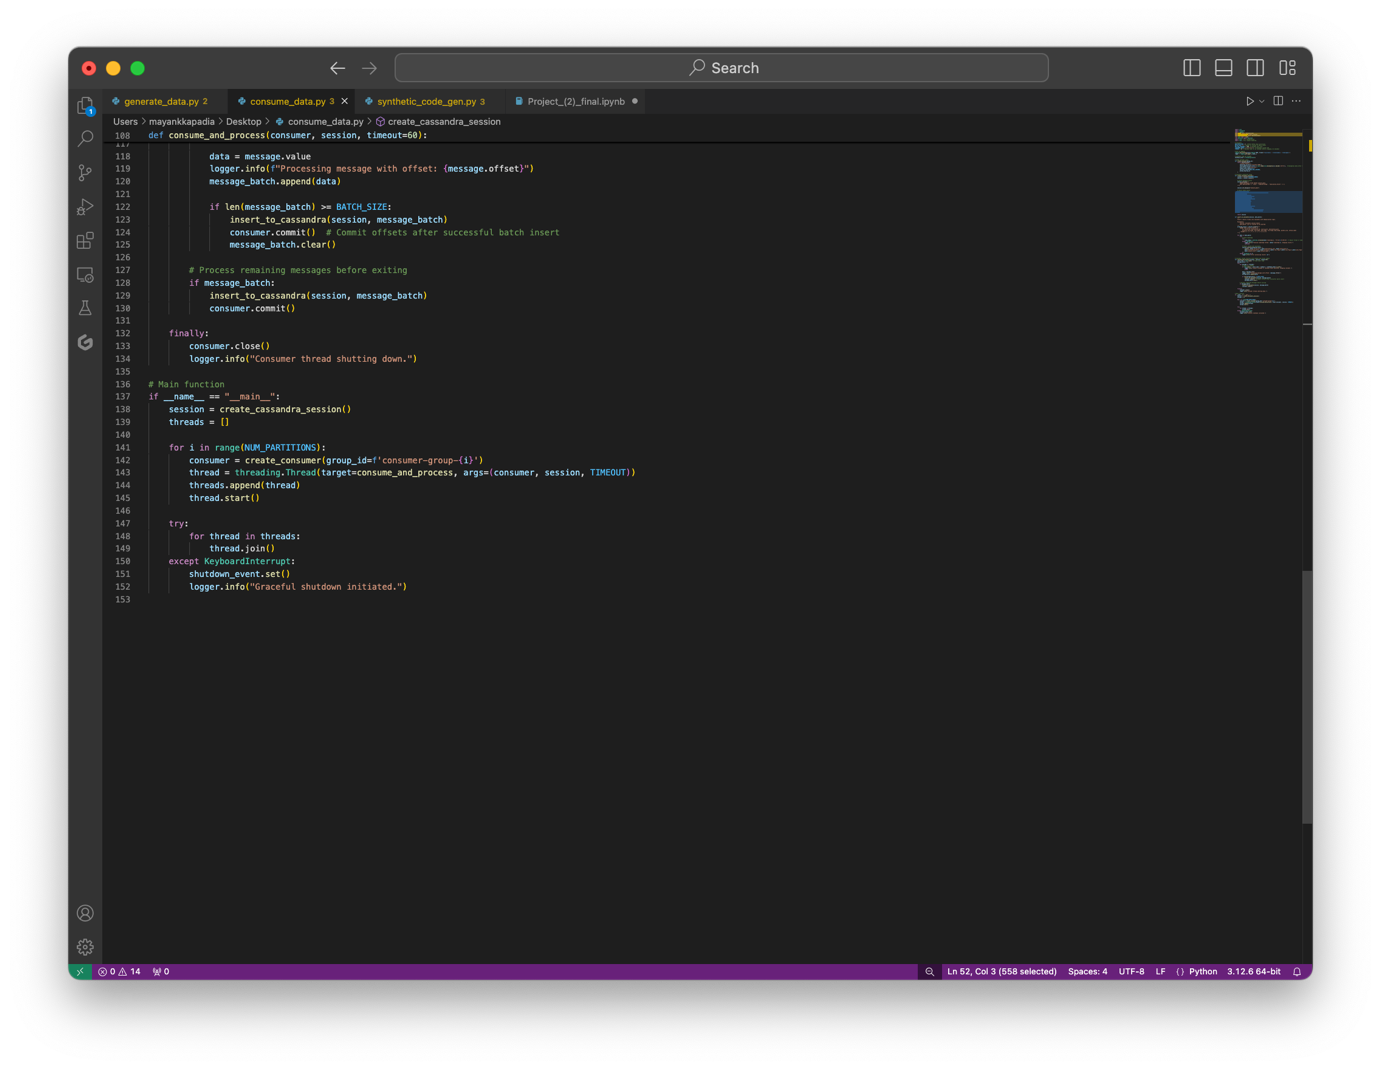 Search
generate_data.py 2
consume_data.py 3
synthetic_code_gen.py 3
Project_(2)_final.ipynb
1
Users > mayankkapadia > Desktop > consume_data.py > create_cassandra_session
108 def consume_and_process(consumer, session, timeout=60):
117
118 data = message.value
119 logger.info(f"Processing message with offset: {message.offset}")
120 message_batch.append(data)
121
122 if len(message_batch) >= BATCH_SIZE:
123 insert_to_cassandra(session, message_batch)
124 consumer.commit() # Commit offsets after successful batch insert
125 message_batch.clear()
126
127 # Process remaining messages before exiting
128 if message_batch:
129 insert_to_cassandra(session, message_batch)
130 consumer.commit()
131
132 finally:
133 consumer.close()
134 logger.info("Consumer thread shutting down.")
135
136 # Main function
137 if __name__ == "__main__":
138 session = create_cassandra_session()
139 threads = []
140
141 for i in range(NUM_PARTITIONS):
142 consumer = create_consumer(group_id=f'consumer-group-{i}')
143 thread = threading.Thread(target=consume_and_process, args=(consumer, session, TIMEOUT))
144 threads.append(thread)
145 thread.start()
146
147 try:
148 for thread in threads:
149 thread.join()
150 except KeyboardInterrupt:
151 shutdown_event.set()
152 logger.info("Graceful shutdown initiated.")
153
0 14 0
Ln 52, Col 3 (558 selected) Spaces: 4 UTF-8 LF {} Python 3.12.6 64-bit